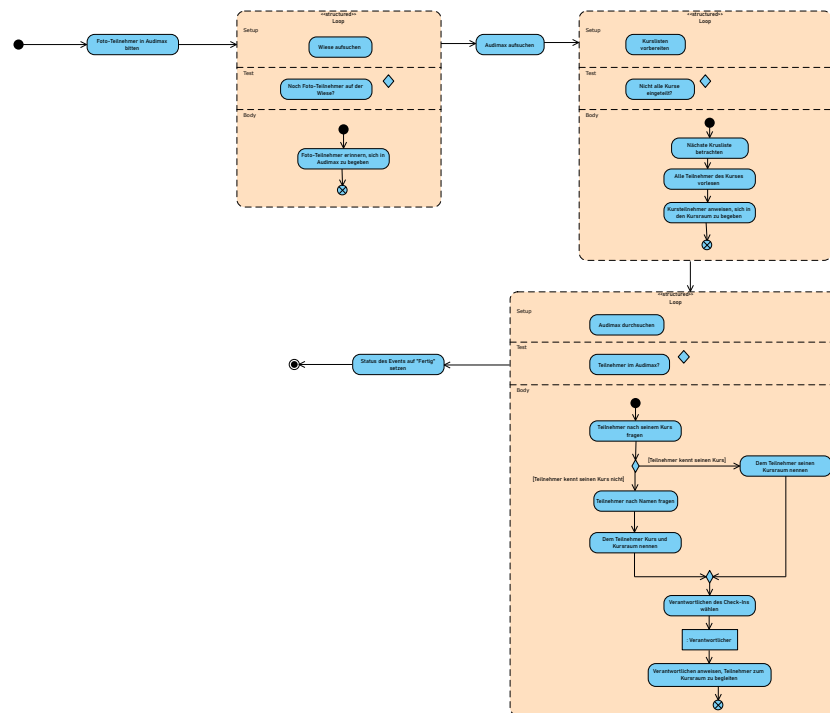 Foto-Teilnehmer in Audimax
bitten
<<structured>>
Loop
Setup
Wiese aufsuchen
Test
Noch Foto-Teilnehmer auf der
Wiese?
Body
Foto-Teilnehmer erinnern, sich in
Audimax zu begeben
Audimax aufsuchen
<<structured>>
Loop
Setup
Kurslisten
vorbereiten
Test
Nicht alle Kurse
eingeteilt?
Body
Nächste Krusliste
betrachten
Alle Teilnehmer des Kurses
vorlesen
Kursteilnehmer anweisen, sich in
den Kursraum zu begeben
<<structured>>
Loop
Setup
Audimax durchsuchen
Test
Teilnehmer im Audimax?
Body
Teilnehmer nach seinem Kurs
fragen
[Teilnehmer kennt seinen Kurs]
Dem Teilnehmer seinen
Kursraum nennen
[Teilnehmer kennt seinen Kurs nicht]
Teilnehmer nach Namen fragen
Dem Teilnehmer Kurs und
Kursraum nennen
Verantwortlichen des Check-Ins
wählen
: Verantwortlicher
Verantwortlichen anweisen, Teilnehmer zum
Kursraum zu begleiten
Status des Events auf "Fertig"
setzen